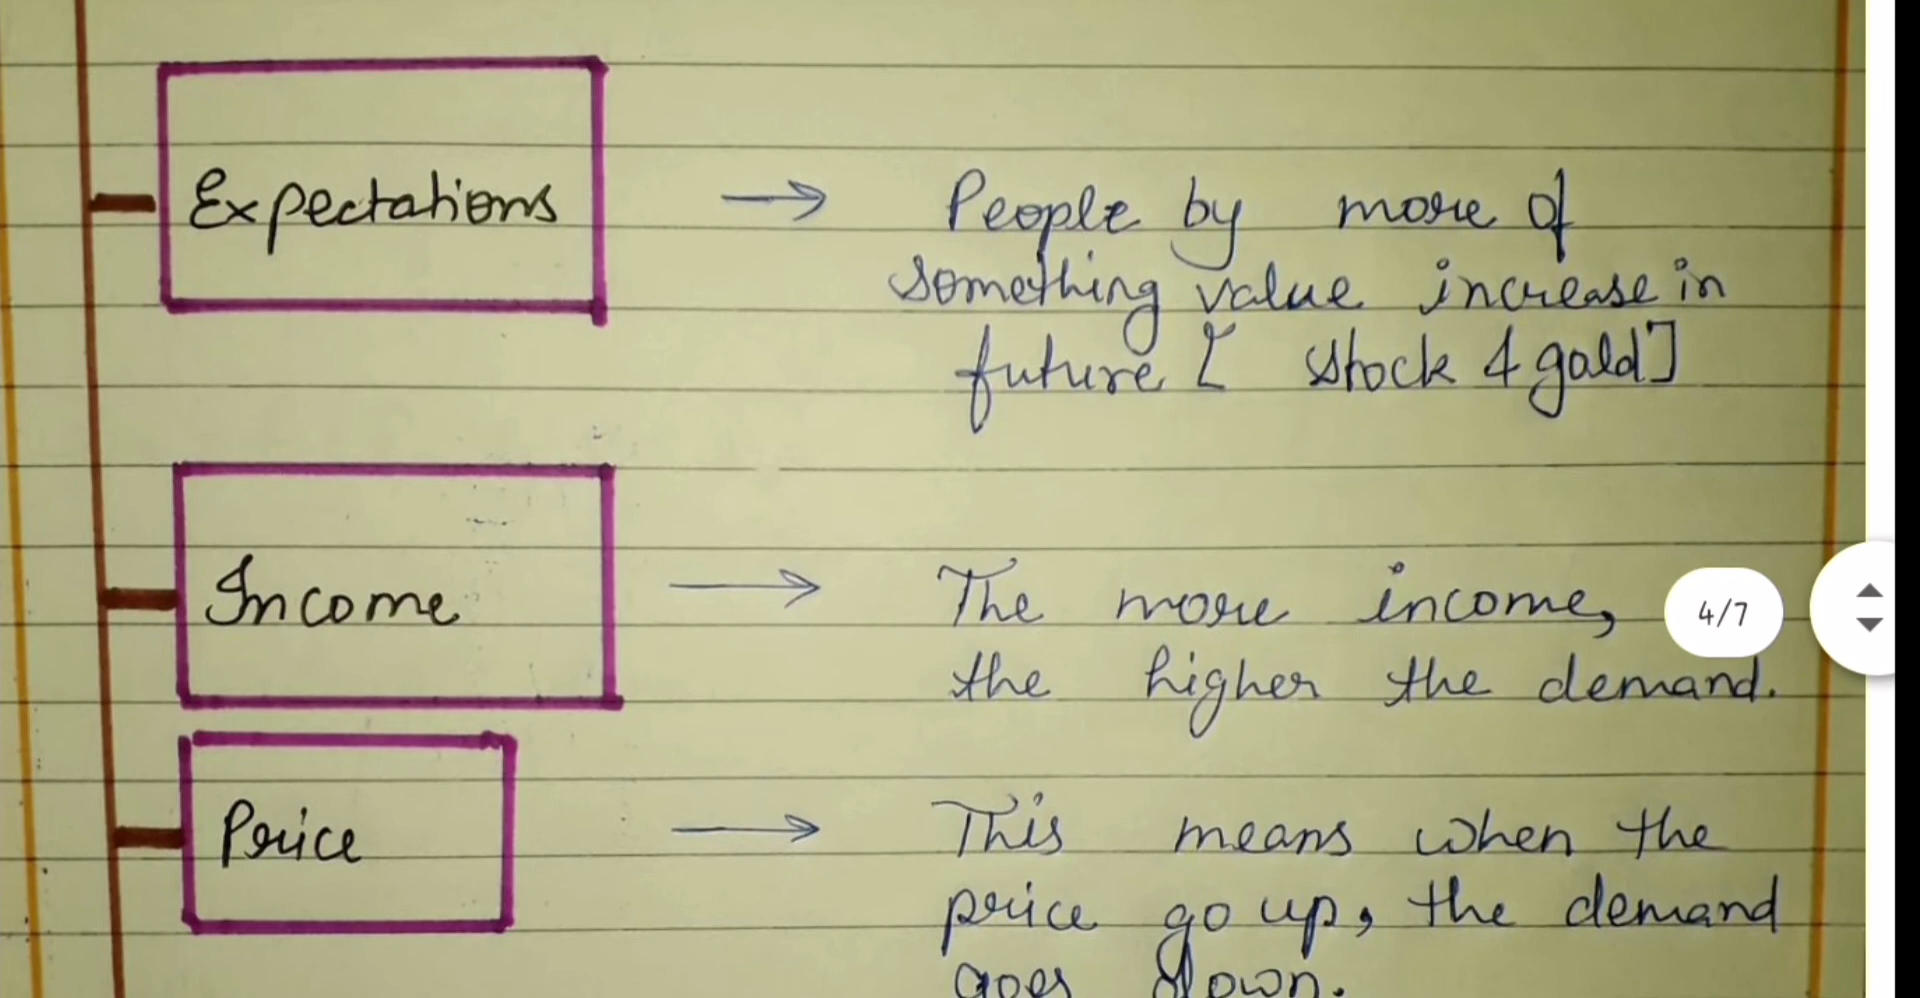 Expectations → People by more of
something value increase in
future [ stock & gold]
Income → The more income,
4/7
the higher the demand.
Price → This means when the
price go up, the demand
goes down.